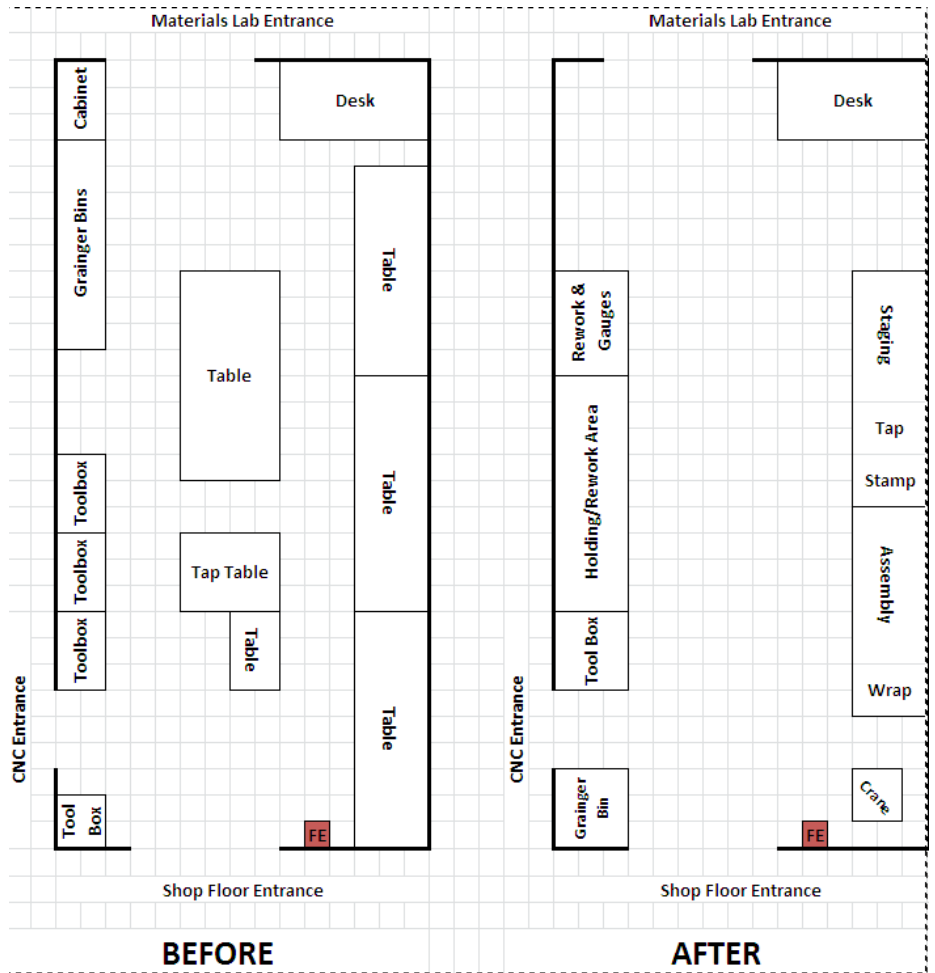 Materials Lab Entrance
Cabinet
Desk
Grainger Bins
Table
Table
Toolbox
Table
Toolbox
Tap Table
Toolbox
Table
Table
CNC Entrance
Tool
Box
FE
Shop Floor Entrance
BEFORE
Materials Lab Entrance
Desk
Rework &
Gauges
Staging
Tap
Holding/Rework Area
Stamp
Assembly
Tool Box
Wrap
CNC Entrance
Grainger
Bin
Crane
FE
Shop Floor Entrance
AFTER